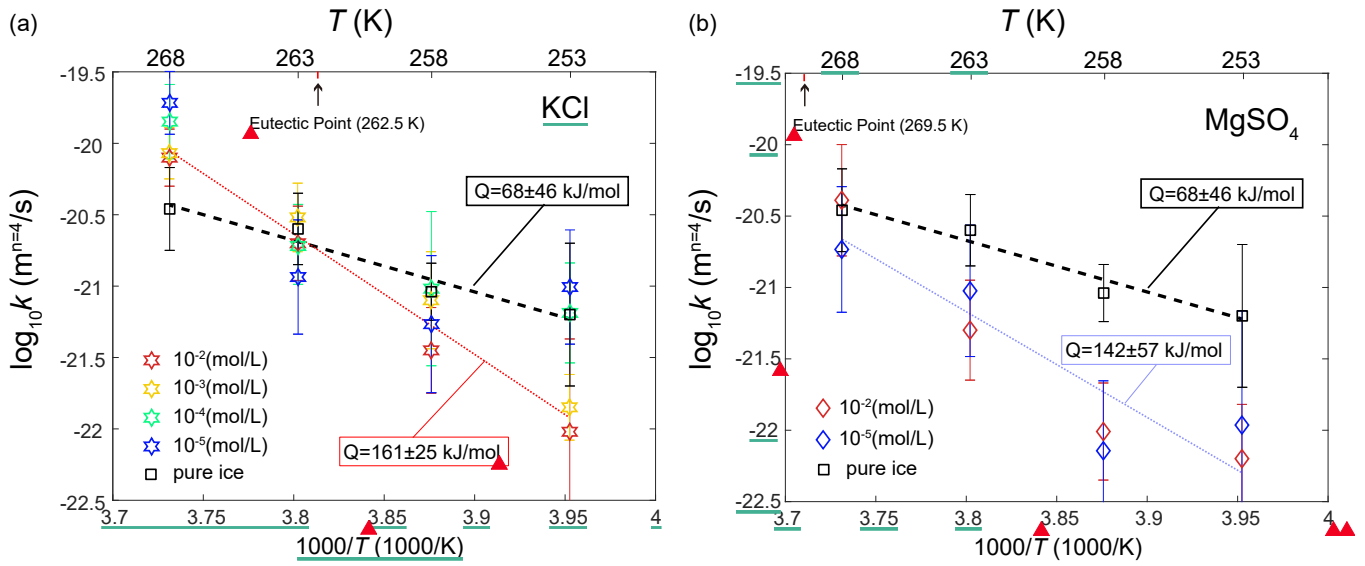 (a)
T (K)
268 263 258 253
-19.5
Eutectic Point (262.5 K)
KCl
-20
Q=68±46 kJ/mol
-20.5
-21
log₁₀k (mⁿ⁼⁴/s)
-21.5
10⁻²(mol/L)
10⁻³(mol/L)
10⁻⁴(mol/L)
10⁻⁵(mol/L)
pure ice
-22
Q=161±25 kJ/mol
-22.5
3.7 3.75 3.8 3.85 3.9 3.95 4
1000/T (1000/K)
(b)
T (K)
268 263 258 253
-19.5
Eutectic Point (269.5 K)
MgSO₄
-20
Q=68±46 kJ/mol
-20.5
-21
log₁₀k (mⁿ⁼⁴/s)
Q=142±57 kJ/mol
-21.5
10⁻²(mol/L)
10⁻⁵(mol/L)
pure ice
-22
-22.5
3.7 3.75 3.8 3.85 3.9 3.95 4
1000/T (1000/K)